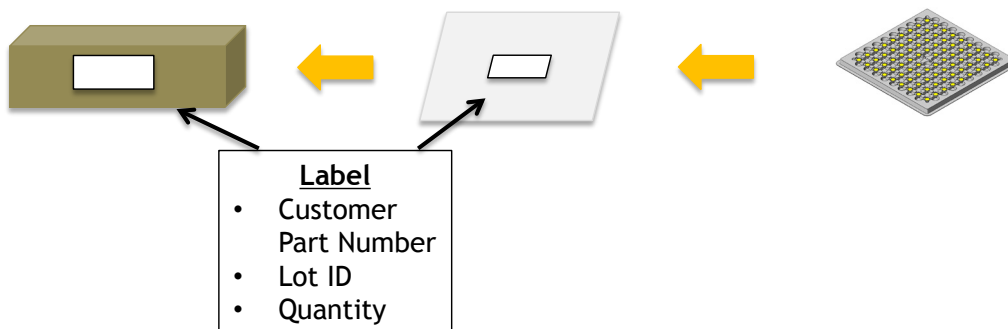 Label
• Customer
Part Number
• Lot ID
• Quantity